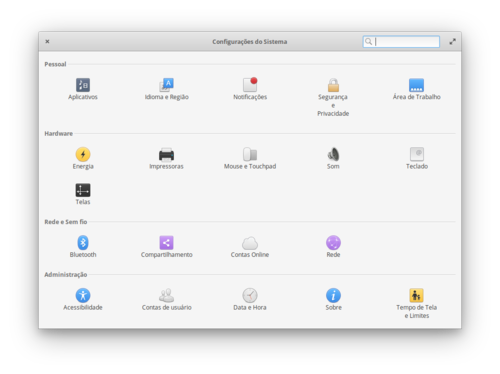 Configurações do Sistema
Pessoal
Aplicativos
Idioma e Região
Notificações
Segurança
e
Privacidade
Área de Trabalho
Hardware
Energia
Impressoras
Mouse e Touchpad
Som
Teclado
Telas
Rede e Sem fio
Bluetooth
Compartilhamento
Contas Online
Rede
Administração
Acessibilidade
Contas de usuário
Data e Hora
Sobre
Tempo de Tela
e Limites